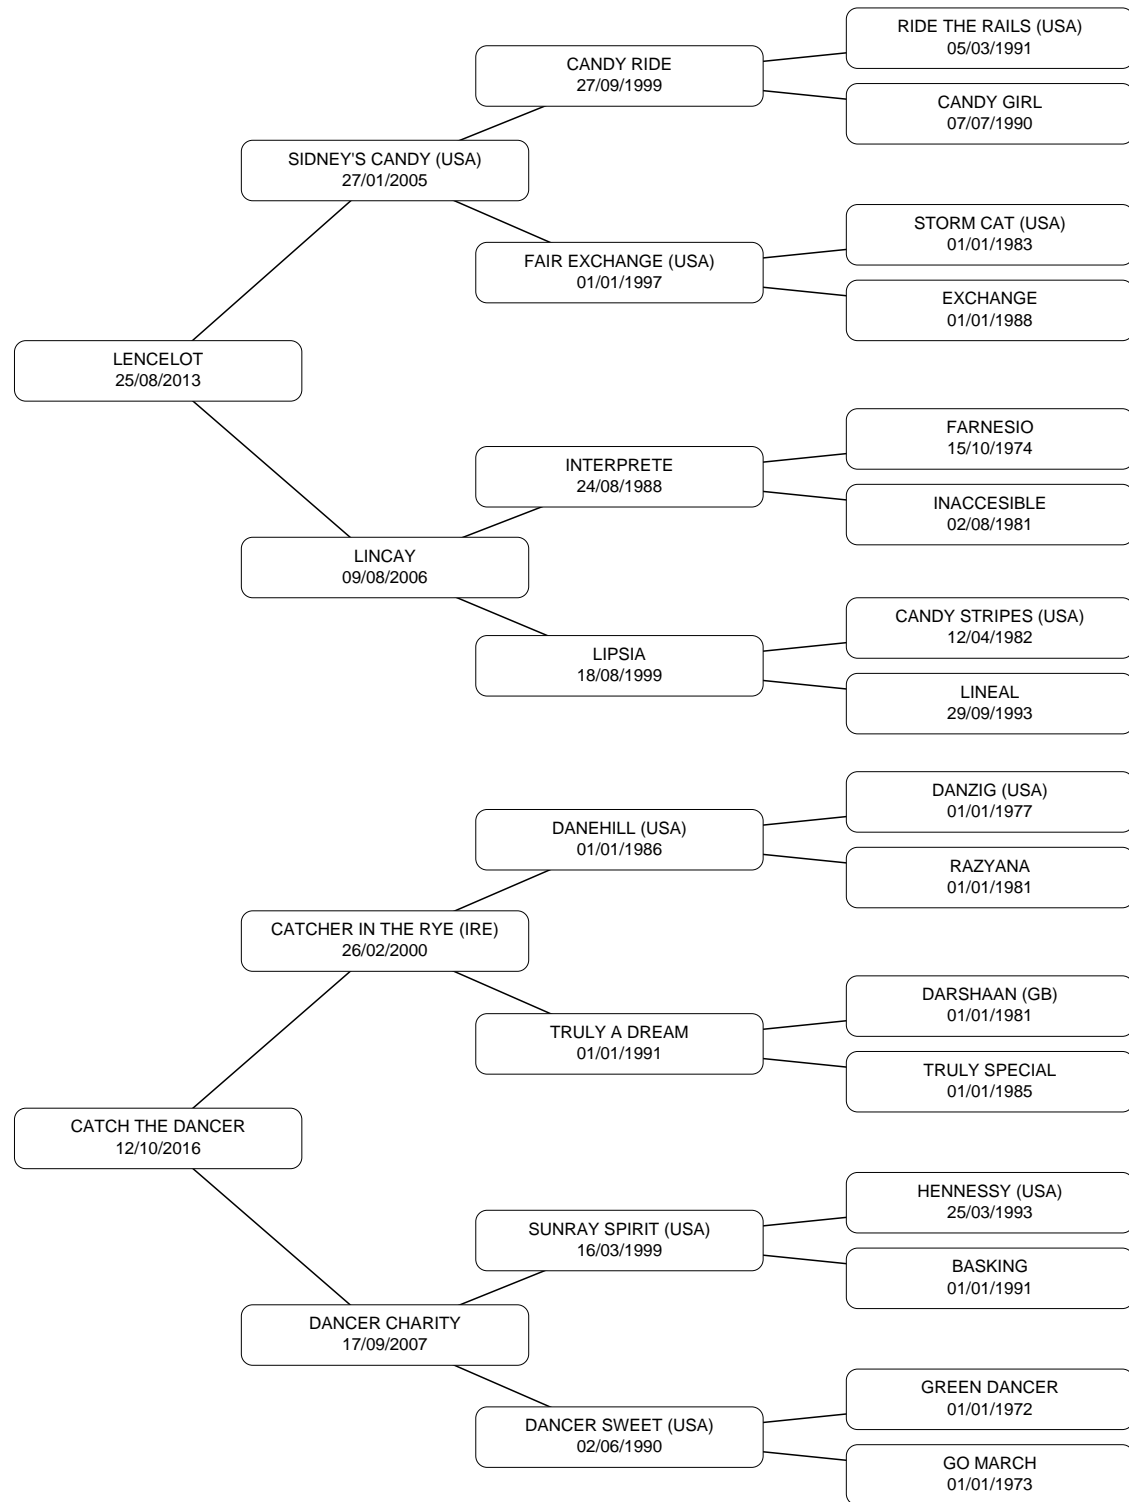 RIDE THE RAILS (USA)
05/03/1991
CANDY RIDE
27/09/1999
CANDY GIRL
07/07/1990
SIDNEY'S CANDY (USA)
27/01/2005
STORM CAT (USA)
01/01/1983
FAIR EXCHANGE (USA)
01/01/1997
EXCHANGE
01/01/1988
LENCELOT
25/08/2013
FARNESIO
15/10/1974
INTERPRETE
24/08/1988
INACCESIBLE
02/08/1981
LINCAY
09/08/2006
CANDY STRIPES (USA)
12/04/1982
LIPSIA
18/08/1999
LINEAL
29/09/1993
DANZIG (USA)
01/01/1977
DANEHILL (USA)
01/01/1986
RAZYANA
01/01/1981
CATCHER IN THE RYE (IRE)
26/02/2000
DARSHAAN (GB)
01/01/1981
TRULY A DREAM
01/01/1991
TRULY SPECIAL
01/01/1985
CATCH THE DANCER
12/10/2016
HENNESSY (USA)
25/03/1993
SUNRAY SPIRIT (USA)
16/03/1999
BASKING
01/01/1991
DANCER CHARITY
17/09/2007
GREEN DANCER
01/01/1972
DANCER SWEET (USA)
02/06/1990
GO MARCH
01/01/1973